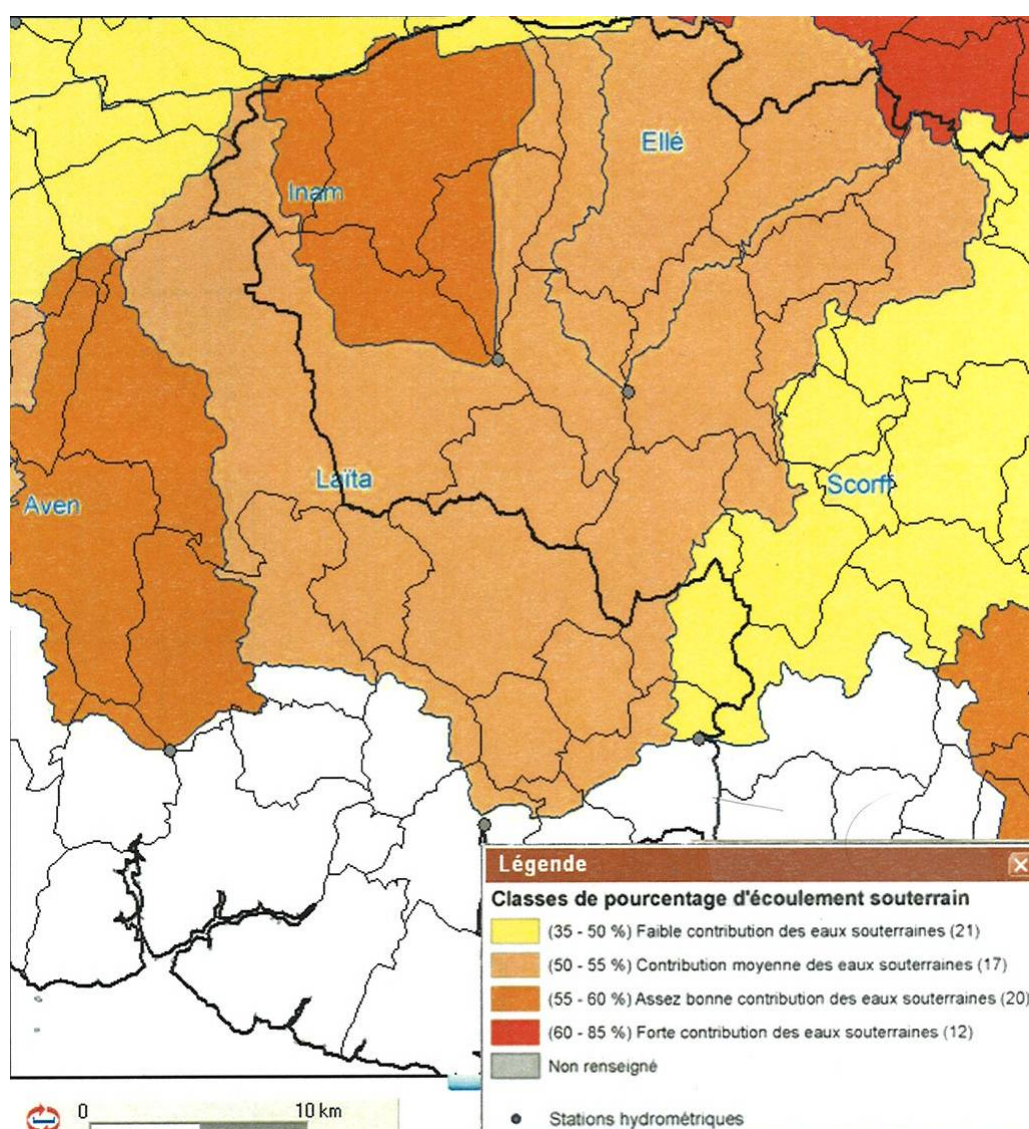 Ellé
Inam
Laïta
Scorff
Aven
Légende
Classes de pourcentage d'écoulement souterrain
(35 - 50 %) Faible contribution des eaux souterraines (21)
(50 - 55 %) Contribution moyenne des eaux souterraines (17)
(55 - 60 %) Assez bonne contribution des eaux souterraines (20)
(60 - 85 %) Forte contribution des eaux souterraines (12)
Non renseigné
Stations hydrométriques
0 10 km